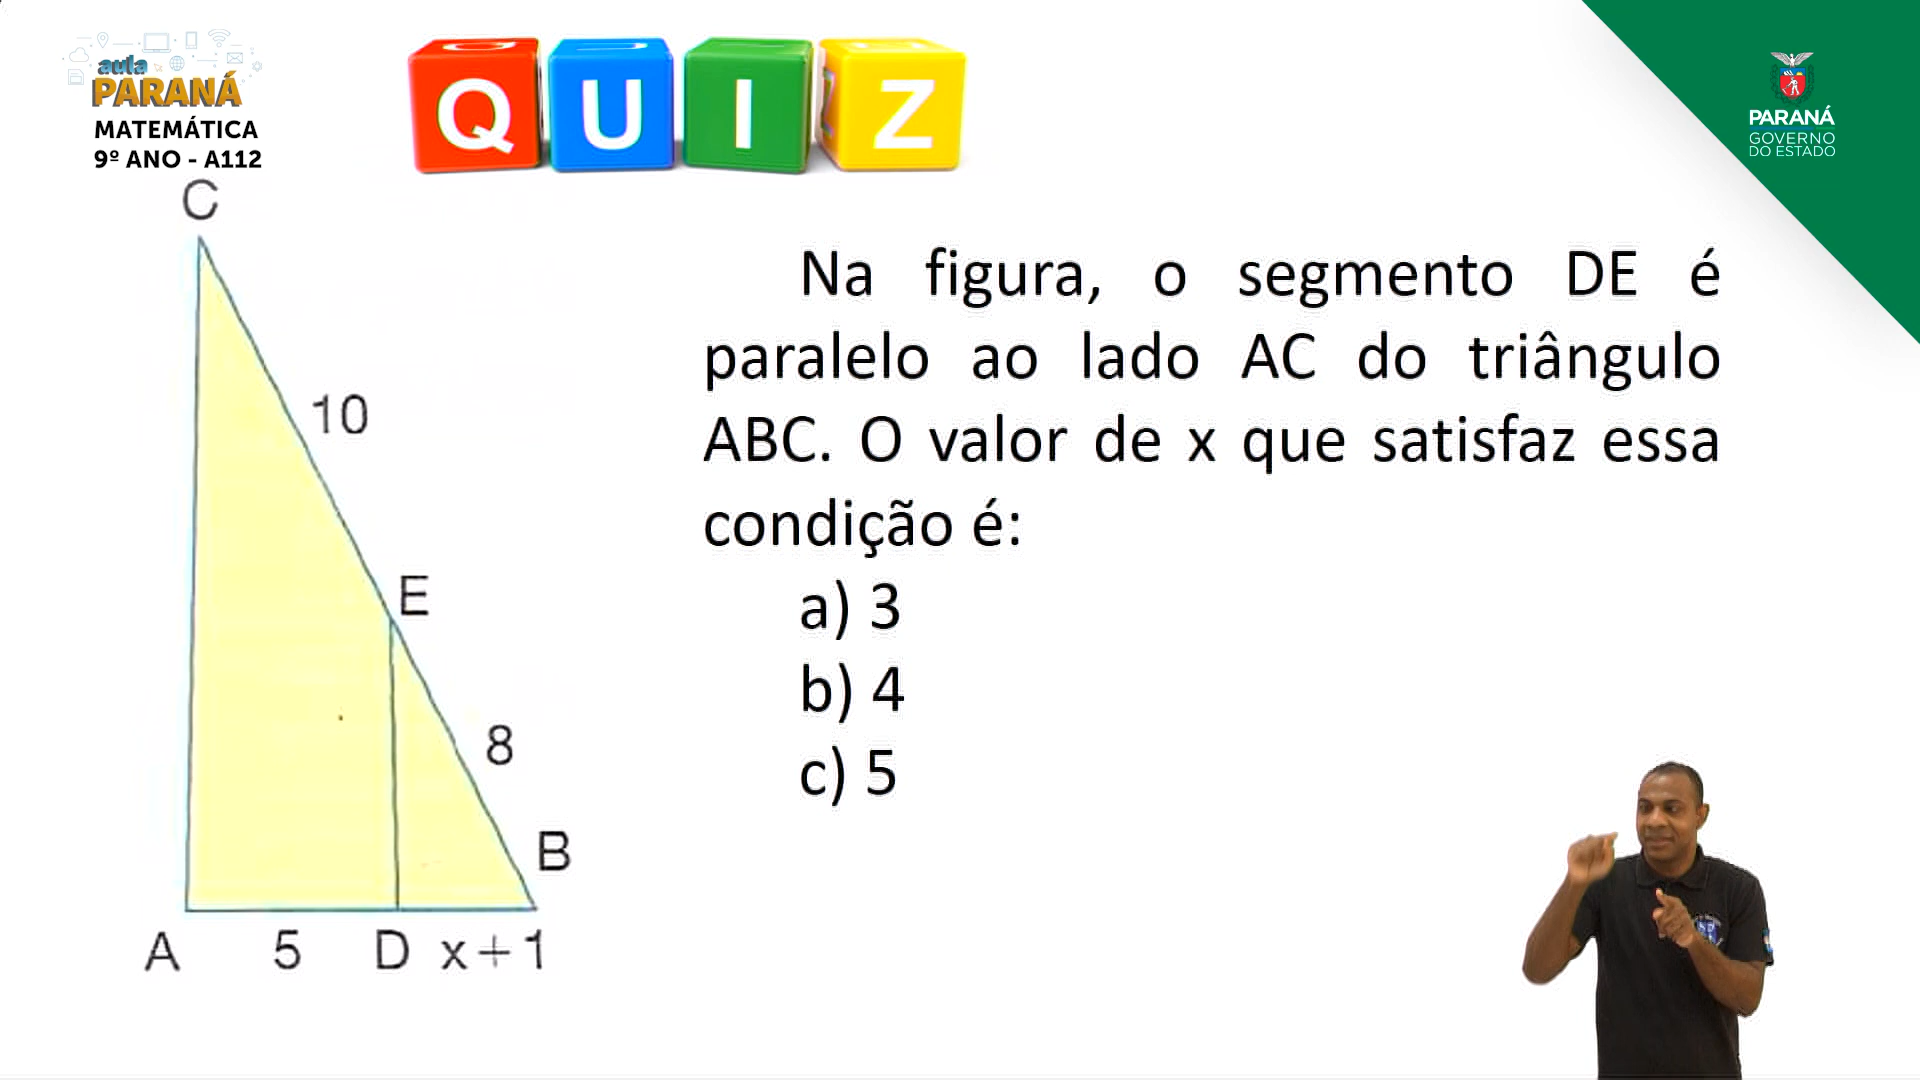 aula
PARANÁ
MATEMÁTICA
9º ANO - A112
QUIZ
PARANÁ
GOVERNO
DO ESTADO
C
10
E
8
B
A 5 D x+1
Na figura, o segmento DE é
paralelo ao lado AC do triângulo
ABC. O valor de x que satisfaz essa
condição é:
a) 3
b) 4
c) 5